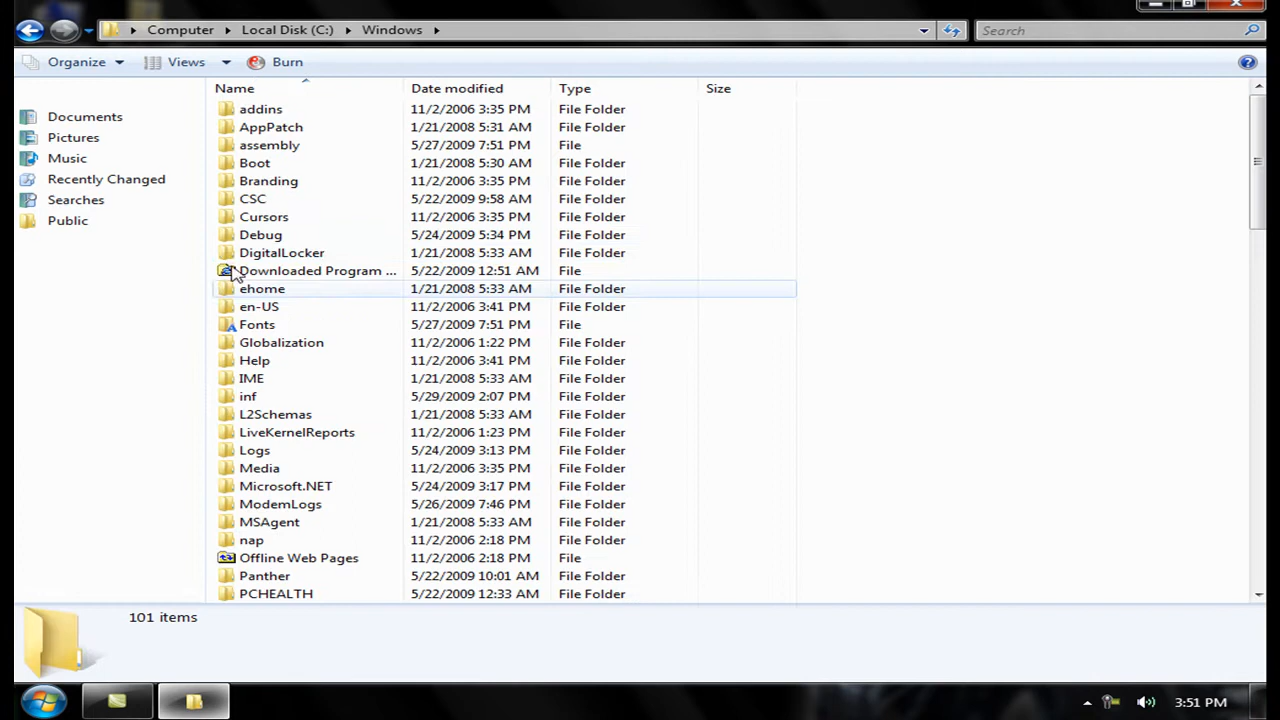 Computer Local Disk (C:) Windows Search
Organize Views Burn
Documents
Pictures
Music
Recently Changed
Searches
Public
Name Date modified Type Size
addins 11/2/2006 3:35 PM File Folder
AppPatch 1/21/2008 5:31 AM File Folder
assembly 5/27/2009 7:51 PM File
Boot 1/21/2008 5:30 AM File Folder
Branding 11/2/2006 3:35 PM File Folder
CSC 5/22/2009 9:58 AM File Folder
Cursors 11/2/2006 3:35 PM File Folder
Debug 5/24/2009 5:34 PM File Folder
DigitalLocker 1/21/2008 5:33 AM File Folder
Downloaded Program ... 5/22/2009 12:51 AM File
ehome 1/21/2008 5:33 AM File Folder
en-US 11/2/2006 3:41 PM File Folder
Fonts 5/27/2009 7:51 PM File
Globalization 11/2/2006 1:22 PM File Folder
Help 11/2/2006 3:41 PM File Folder
IME 1/21/2008 5:33 AM File Folder
inf 5/29/2009 2:07 PM File Folder
L2Schemas 1/21/2008 5:33 AM File Folder
LiveKernelReports 11/2/2006 1:23 PM File Folder
Logs 5/24/2009 3:13 PM File Folder
Media 11/2/2006 3:35 PM File Folder
Microsoft.NET 5/24/2009 3:17 PM File Folder
ModemLogs 5/26/2009 7:46 PM File Folder
MSAgent 1/21/2008 5:33 AM File Folder
nap 11/2/2006 2:18 PM File Folder
Offline Web Pages 11/2/2006 2:18 PM File
Panther 5/22/2009 10:01 AM File Folder
PCHEALTH 5/22/2009 12:33 AM File Folder
101 items
3:51 PM